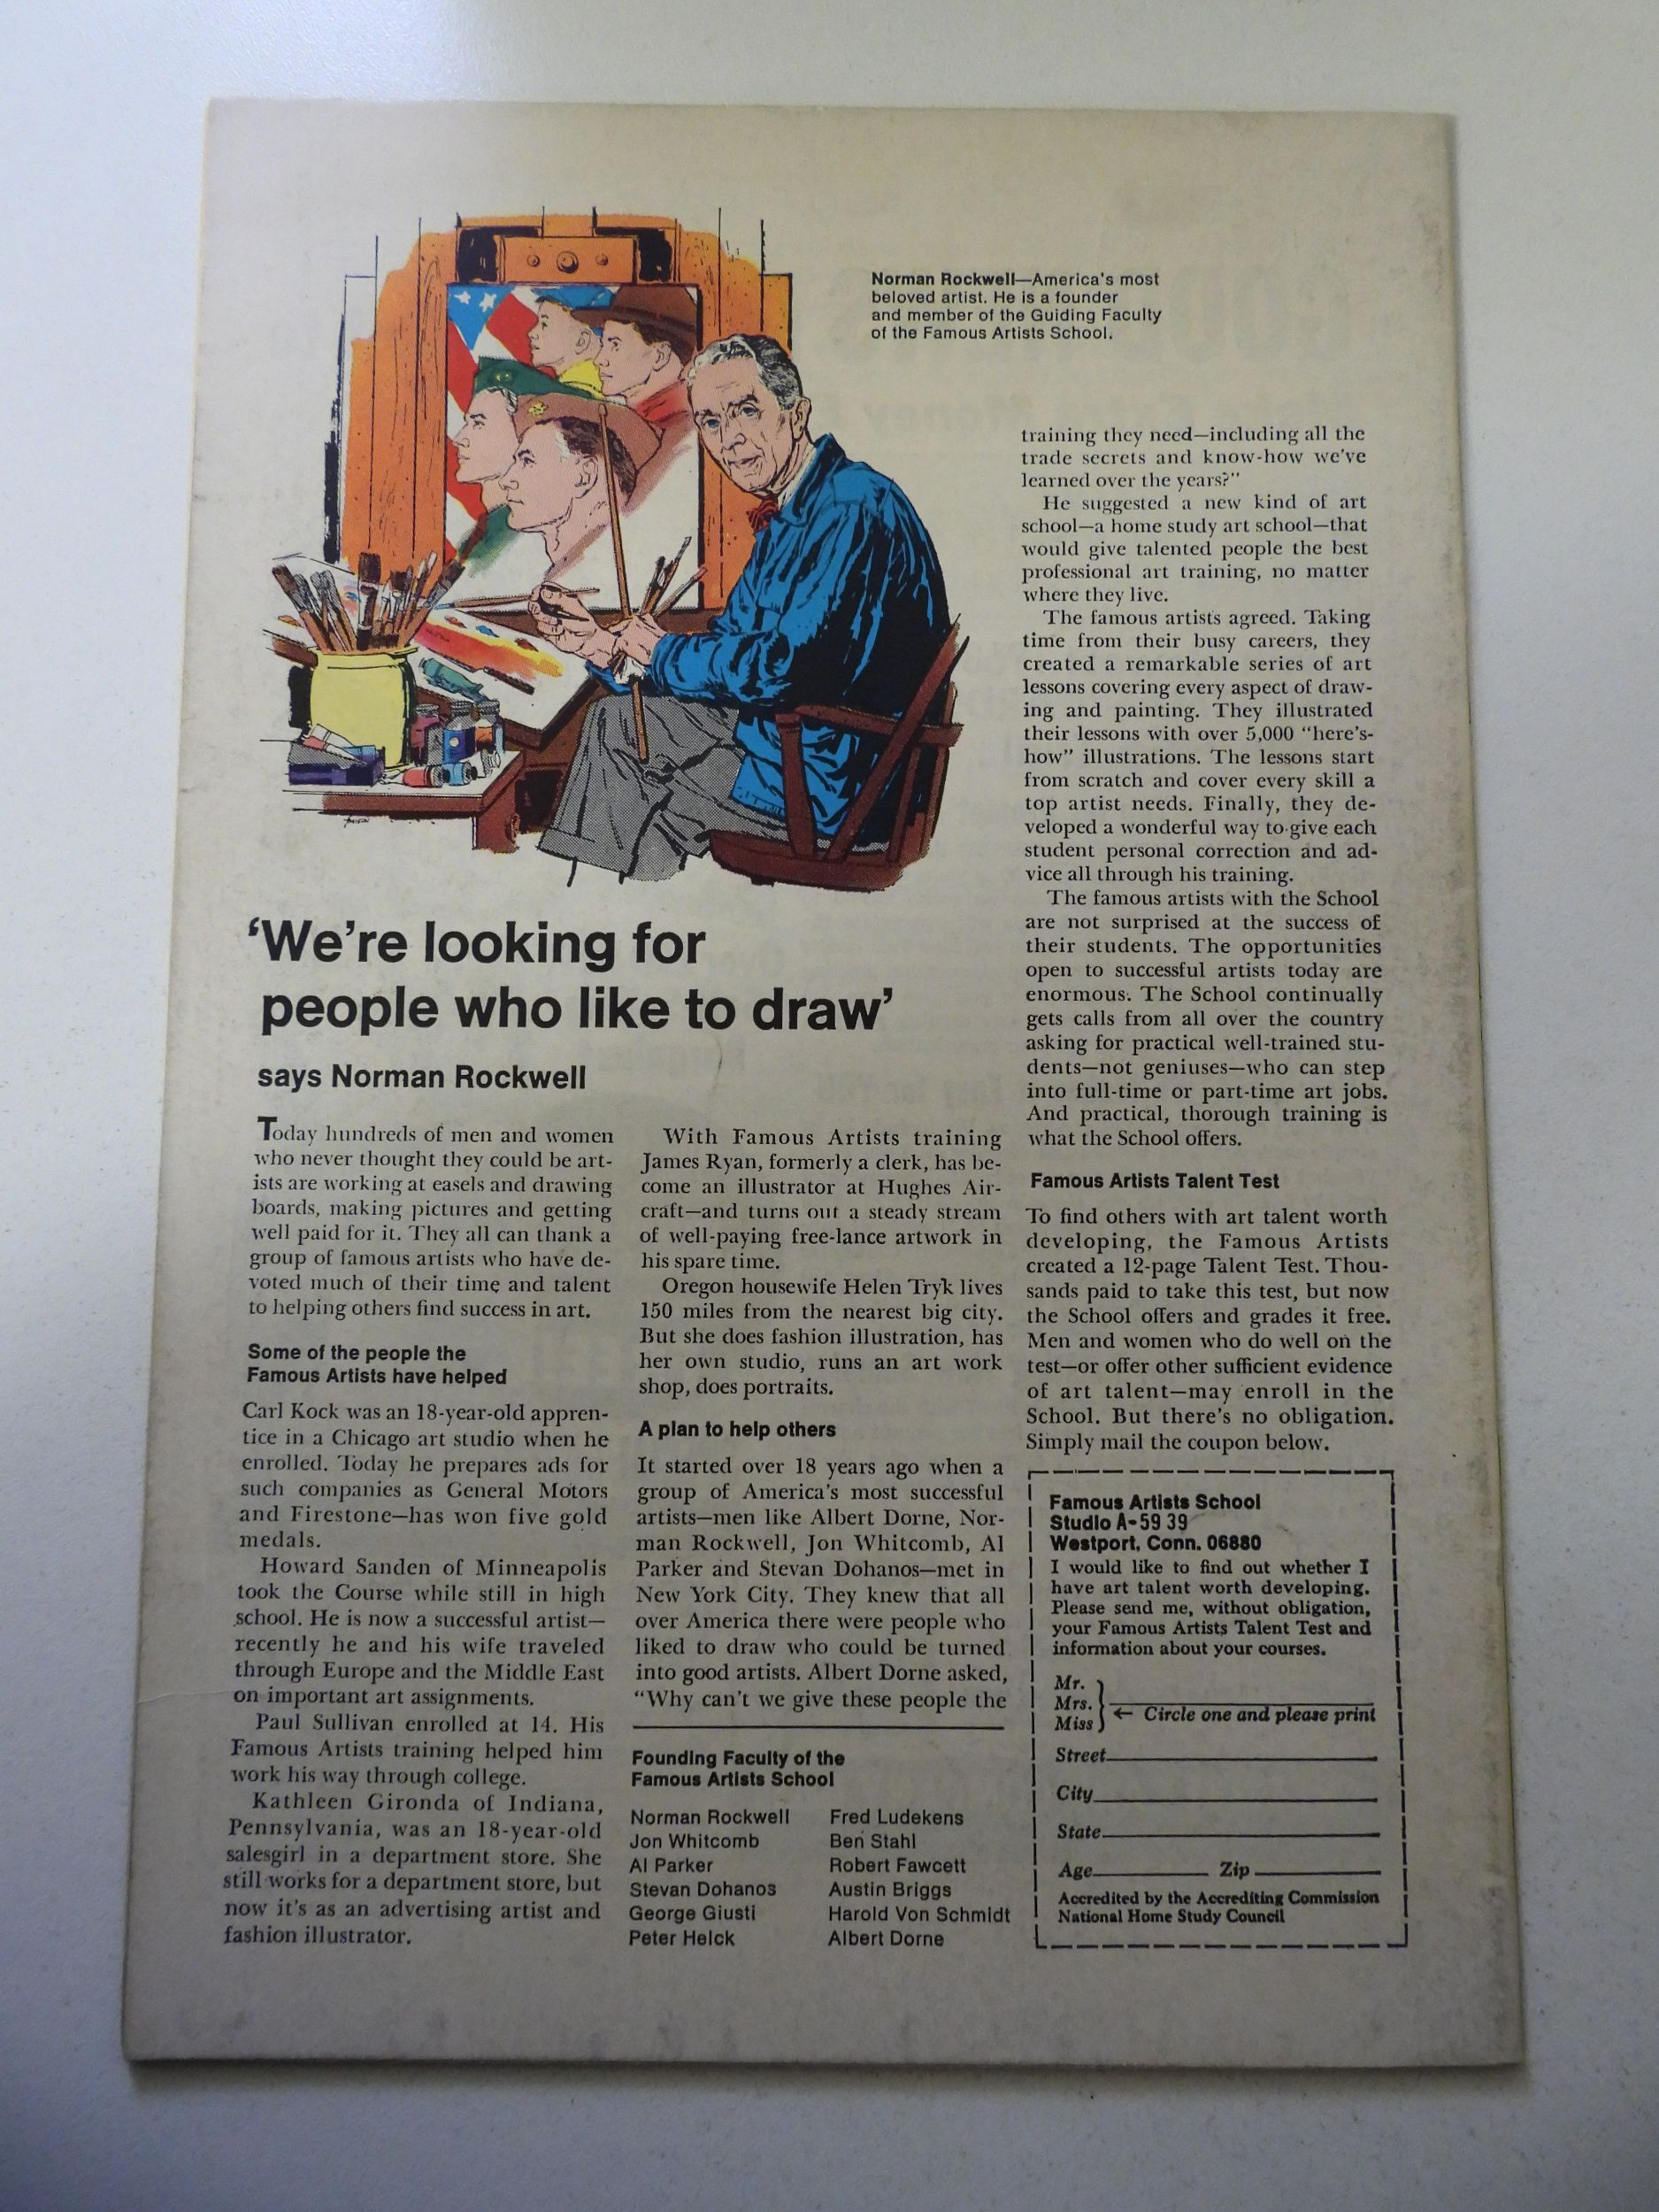 Norman Rockwell—America's most
beloved artist. He is a founder
and member of the Guiding Faculty
of the Famous Artists School.
‘We’re looking for
people who like to draw’
says Norman Rockwell
Today hundreds of men and women
who never thought they could be art-
ists are working at easels and drawing
boards, making pictures and getting
well paid for it. They all can thank a
group of famous artists who have de-
voted much of their time and talent
to helping others find success in art.
Some of the people the
Famous Artists have helped
Carl Kock was an 18-year-old appren-
tice in a Chicago art studio when he
enrolled. Today he prepares ads for
such companies as General Motors
and Firestone—has won five gold
medals.
Howard Sanden of Minneapolis
took the Course while still in high
school. He is now a successful artist—
recently he and his wife traveled
through Europe and the Middle East
on important art assignments.
Paul Sullivan enrolled at 14. His
Famous Artists training helped him
work his way through college.
Kathleen Gironda of Indiana,
Pennsylvania, was an 18-year-old
salesgirl in a department store. She
still works for a department store, but
now it's as an advertising artist and
fashion illustrator.
With Famous Artists training
James Ryan, formerly a clerk, has be-
come an illustrator at Hughes Air-
craft—and turns out a steady stream
of well-paying free-lance artwork in
his spare time.
Oregon housewife Helen Tryk lives
150 miles from the nearest big city.
But she does fashion illustration, has
her own studio, runs an art work
shop, does portraits.
A plan to help others
It started over 18 years ago when a
group of America's most successful
artists—men like Albert Dorne, Nor-
man Rockwell, Jon Whitcomb, Al
Parker and Stevan Dohanos—met in
New York City. They knew that all
over America there were people who
liked to draw who could be turned
into good artists. Albert Dorne asked,
"Why can't we give these people the
Founding Faculty of the
Famous Artists School
Norman Rockwell
Jon Whitcomb
Al Parker
Stevan Dohanos
George Giusti
Peter Helck
Fred Ludekens
Ben Stahl
Robert Fawcett
Austin Briggs
Harold Von Schmidt
Albert Dorne
training they need—including all the
trade secrets and know-how we've
learned over the years?"
He suggested a new kind of art
school—a home study art school—that
would give talented people the best
professional art training, no matter
where they live.
The famous artists agreed. Taking
time from their busy careers, they
created a remarkable series of art
lessons covering every aspect of draw-
ing and painting. They illustrated
their lessons with over 5,000 "here's-
how" illustrations. The lessons start
from scratch and cover every skill a
top artist needs. Finally, they de-
veloped a wonderful way to give each
student personal correction and ad-
vice all through his training.
The famous artists with the School
are not surprised at the success of
their students. The opportunities
open to successful artists today are
enormous. The School continually
gets calls from all over the country
asking for practical well-trained stu-
dents—not geniuses—who can step
into full-time or part-time art jobs.
And practical, thorough training is
what the School offers.
Famous Artists Talent Test
To find others with art talent worth
developing, the Famous Artists
created a 12-page Talent Test. Thou-
sands paid to take this test, but now
the School offers and grades it free.
Men and women who do well on the
test—or offer other sufficient evidence
of art talent—may enroll in the
School. But there's no obligation.
Simply mail the coupon below.
Famous Artists School
Studio A-59 39
Westport, Conn. 06880
I would like to find out whether I
have art talent worth developing.
Please send me, without obligation,
your Famous Artists Talent Test and
information about your courses.
Mr.
Mrs.
Miss
← Circle one and please print
Street
City
State
Age Zip
Accredited by the Accrediting Commission
National Home Study Council